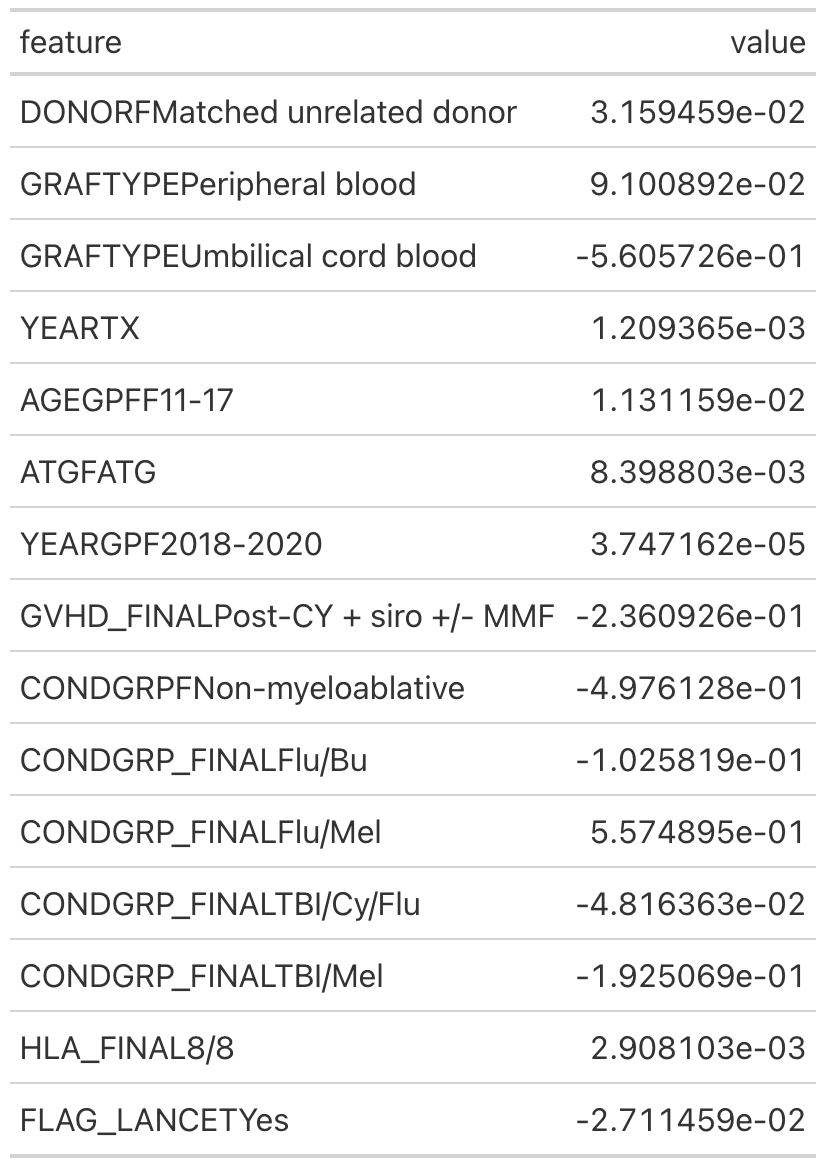 feature value
DONORFMatched unrelated donor 3.159459e-02
GRAFTYPEPeripheral blood 9.100892e-02
GRAFTYPEUmbilical cord blood -5.605726e-01
YEARTX 1.209365e-03
AGEGPFF11-17 1.131159e-02
ATGFATG 8.398803e-03
YEARGPF2018-2020 3.747162e-05
GVHD_FINALPost-CY + siro +/- MMF -2.360926e-01
CONDGRPFNon-myeloablative -4.976128e-01
CONDGRP_FINALFlu/Bu -1.025819e-01
CONDGRP_FINALFlu/Mel 5.574895e-01
CONDGRP_FINALTBI/Cy/Flu -4.816363e-02
CONDGRP_FINALTBI/Mel -1.925069e-01
HLA_FINAL8/8 2.908103e-03
FLAG_LANCETYes -2.711459e-02